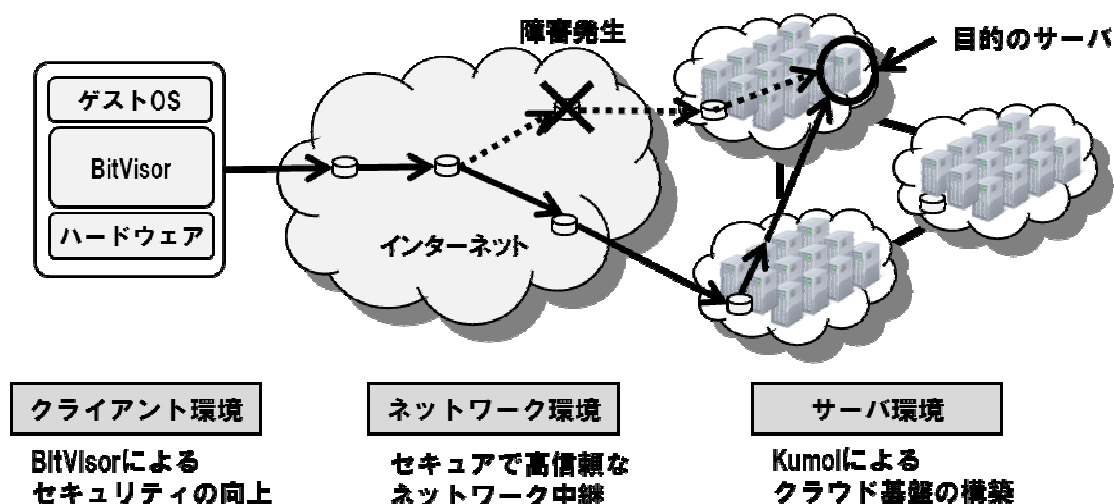 障害発生
目的のサーバ
ゲストOS
BitVisor
ハードウェア
インターネット
クライアント環境
ネットワーク環境
サーバ環境
BitVisorによる
セキュリティの向上
セキュアで高信頼な
ネットワーク中継
Kumoiによる
クラウド基盤の構築